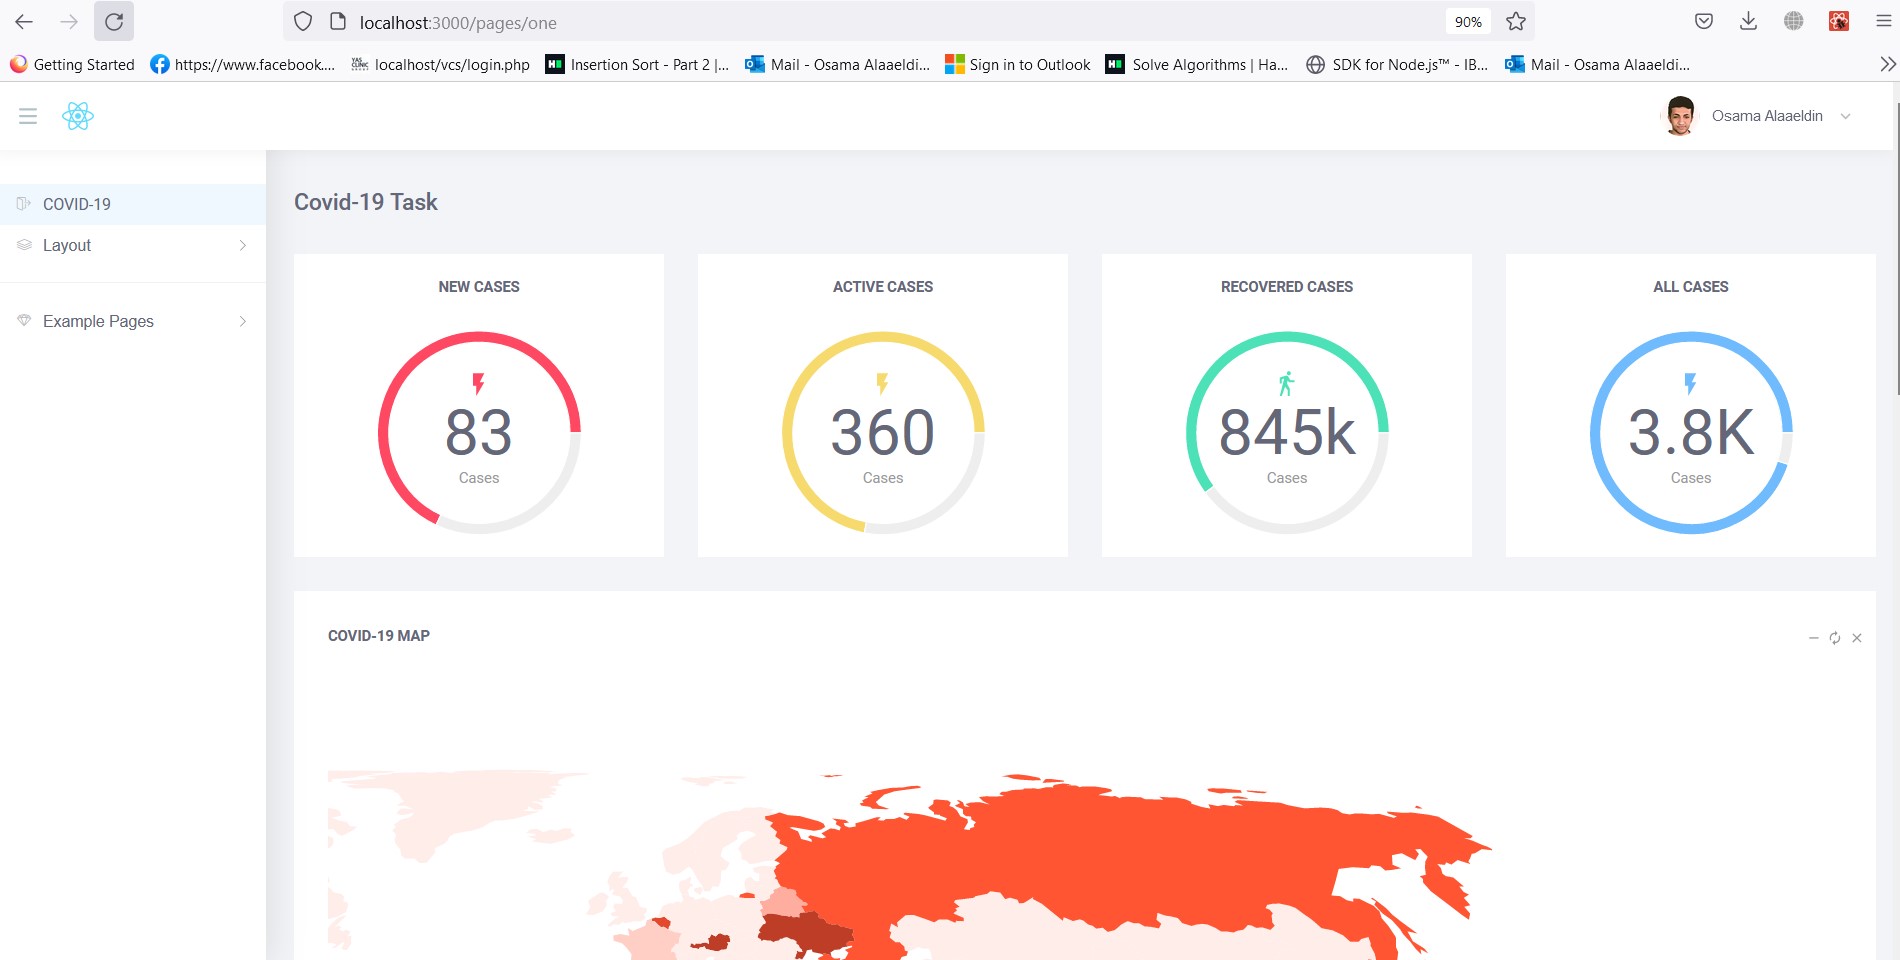 localhost:3000/pages/one
90%
Getting Started
https://www.facebook....
localhost/vcs/login.php
Insertion Sort - Part 2 |...
Mail - Osama Alaaeldi...
Sign in to Outlook
Solve Algorithms | Ha...
SDK for Node.js™ - IB...
Mail - Osama Alaaeldi...
Osama Alaaeldin
COVID-19
Layout
Example Pages
Covid-19 Task
NEW CASES
83
Cases
ACTIVE CASES
360
Cases
RECOVERED CASES
845k
Cases
ALL CASES
3.8K
Cases
COVID-19 MAP